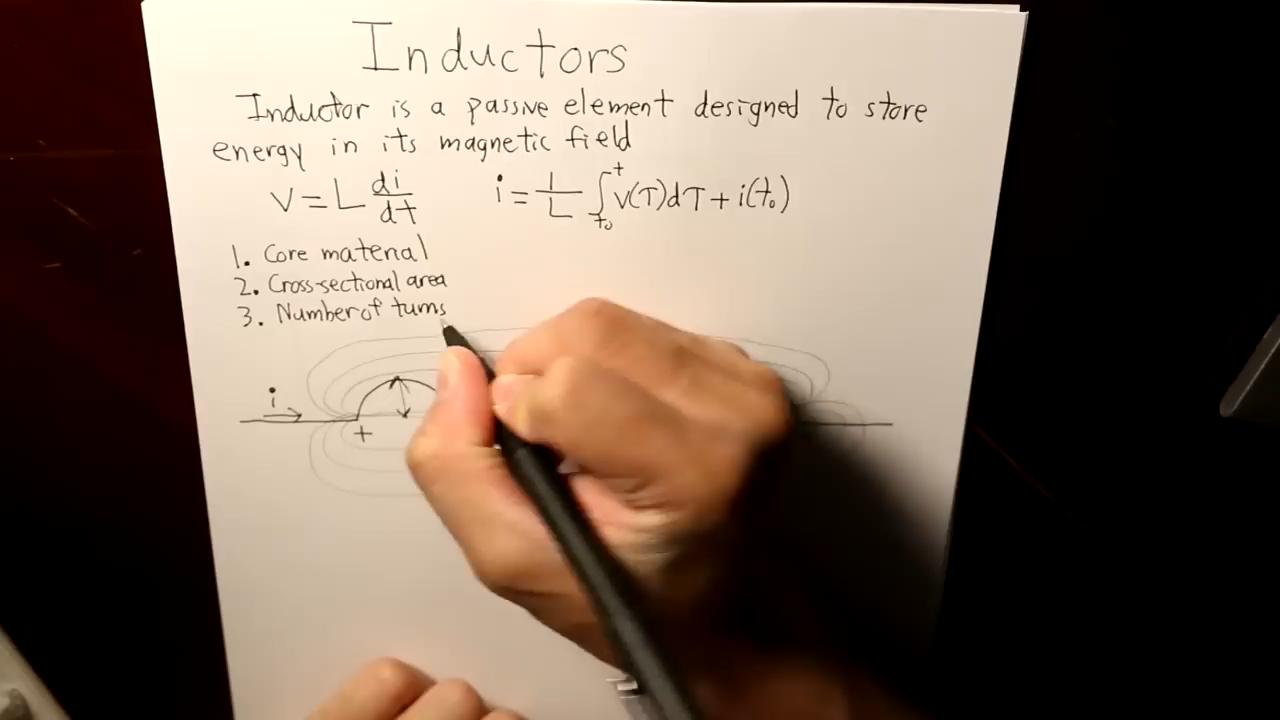 Inductors
Inductor is a passive element designed to store
energy in its magnetic field
V = L di/dt    i = 1/L ∫_{t₀}^{t} v(τ)dτ + i(t₀)
1. Core material
2. Cross-sectional area
3. Number of turns
i
+